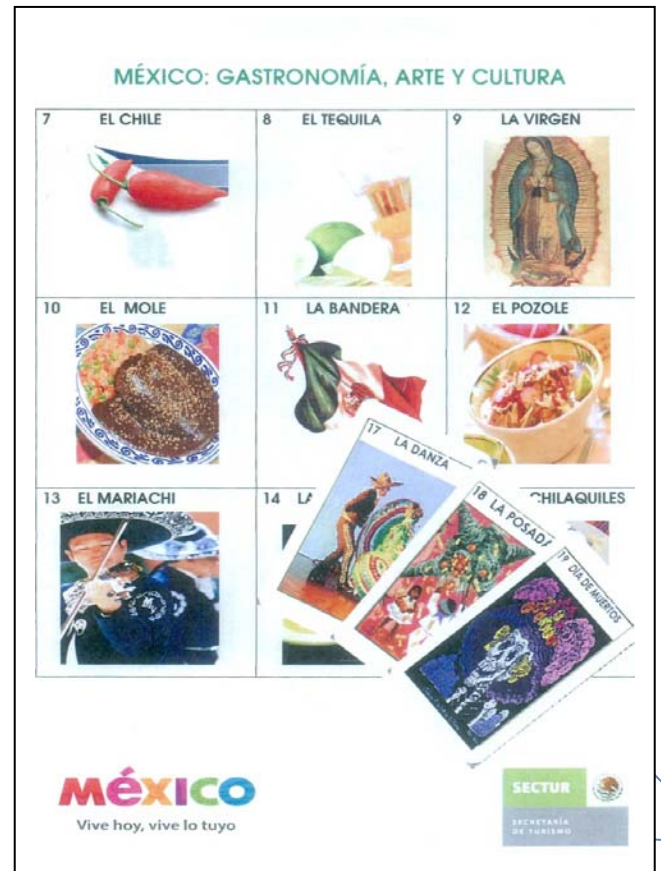 MÉXICO: GASTRONOMÍA, ARTE Y CULTURA
7 EL CHILE
8 EL TEQUILA
9 LA VIRGEN
10 EL MOLE
11 LA BANDERA
12 EL POZOLE
13 EL MARIACHI
14 LA
CHILAQUILES
17 LA DANZA
18 LA POSADA
19 DIA DE MUERTOS
méxico
Vive hoy, vive lo tuyo
SECTUR
SECRETARÍA
DE TURISMO